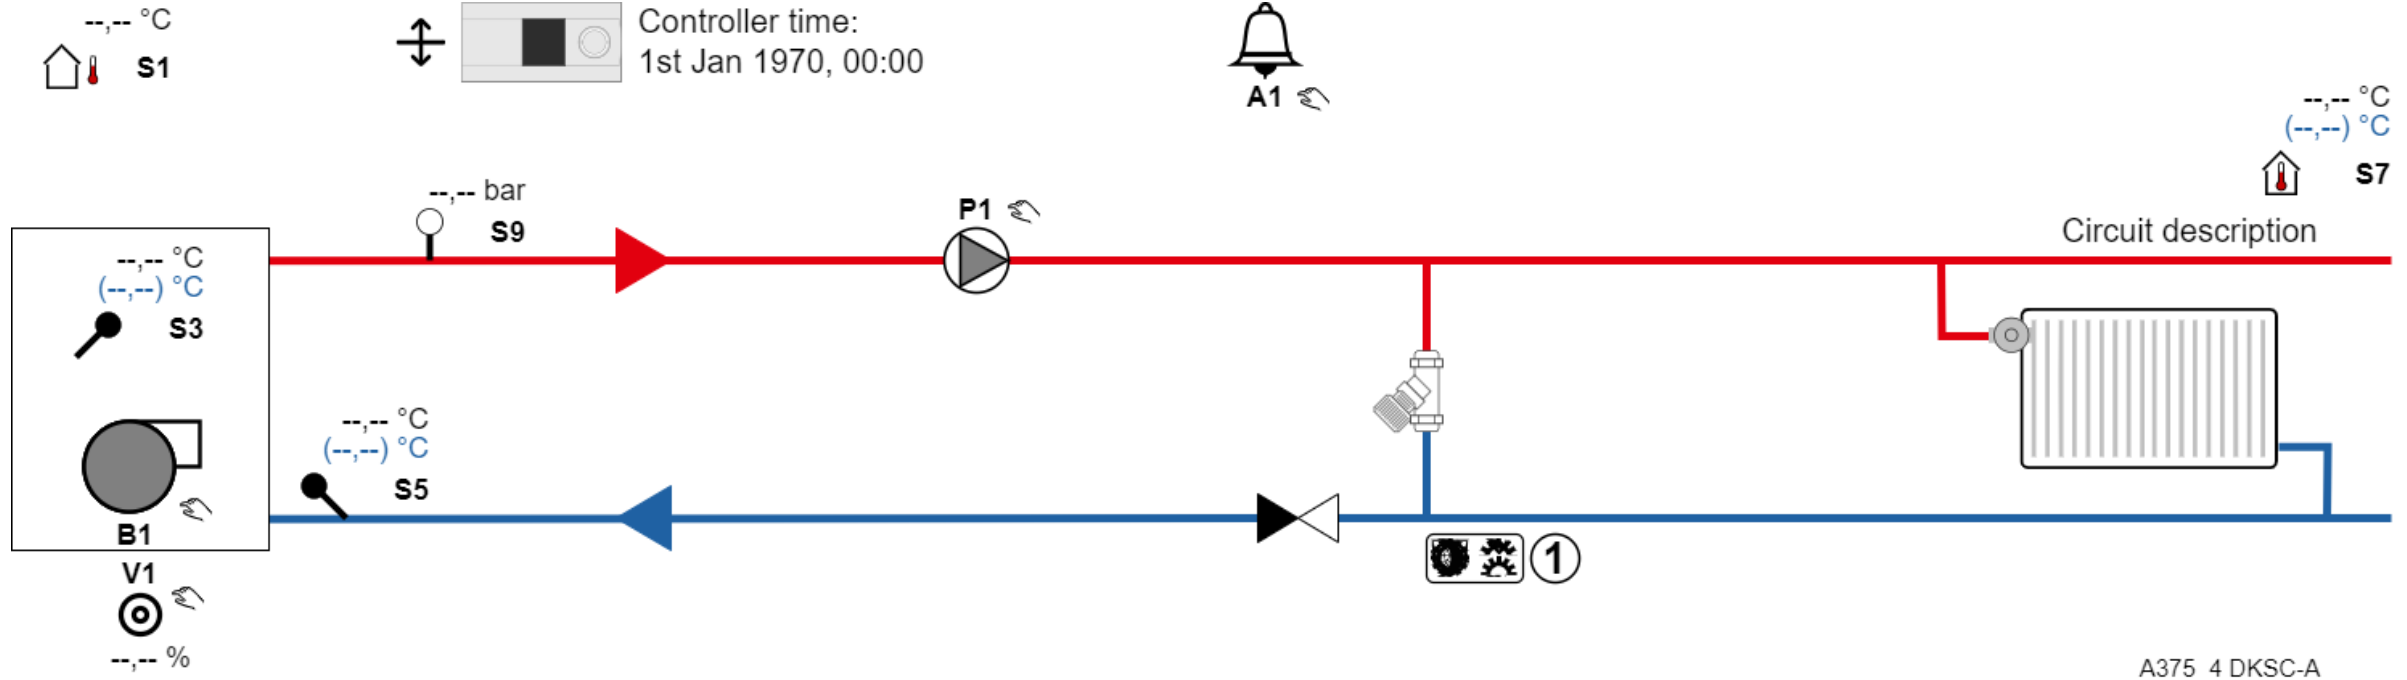 --,-- °C
S1
Controller time:
1st Jan 1970, 00:00
A1
--,-- °C
(--,--) °C
S7
--,-- bar
S9
P1
Circuit description
--,-- °C
(--,--) °C
S3
--,-- °C
(--,--) °C
S5
B1
V1
--,-- %
1
A375 4 DKSC-A